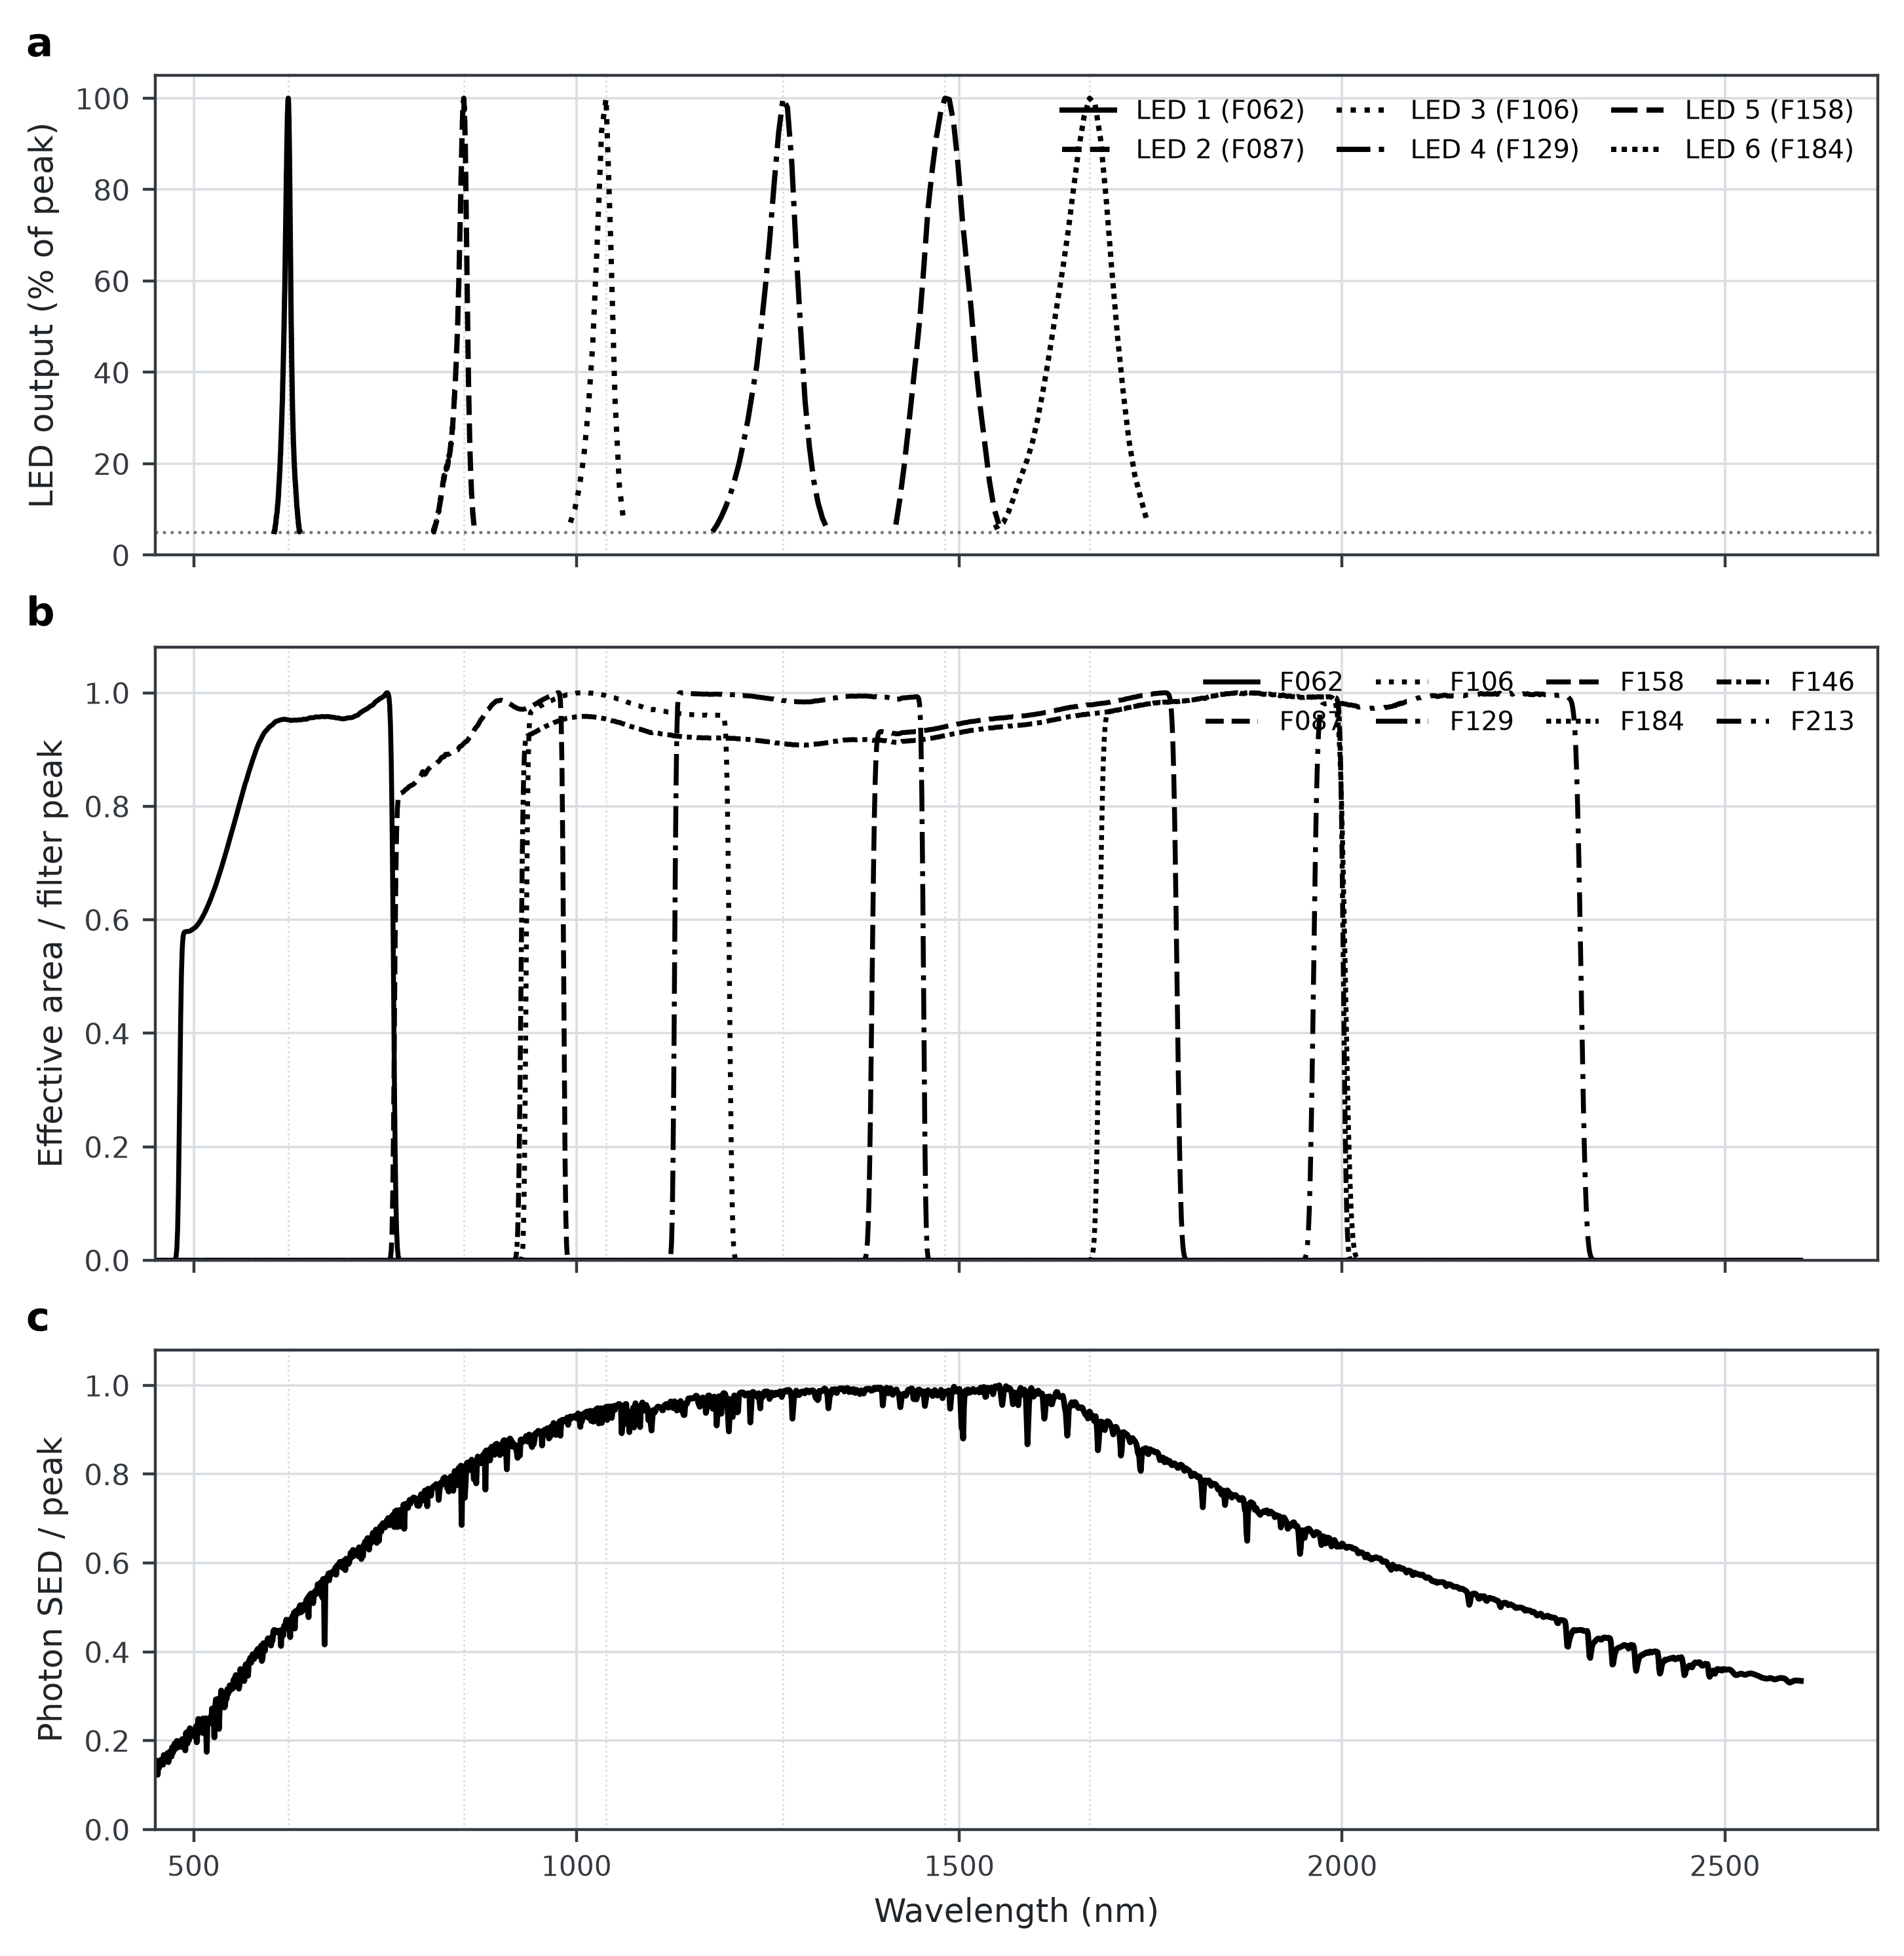 a
LED output (% of peak)
100
80
60
40
20
0
LED 1 (F062) LED 3 (F106) LED 5 (F158)
LED 2 (F087) LED 4 (F129) LED 6 (F184)
b
Effective area / filter peak
1.0
0.8
0.6
0.4
0.2
0.0
F062 F106 F158 F146
F087 F129 F184 F213
c
Photon SED / peak
1.0
0.8
0.6
0.4
0.2
0.0
500 1000 1500 2000 2500
Wavelength (nm)